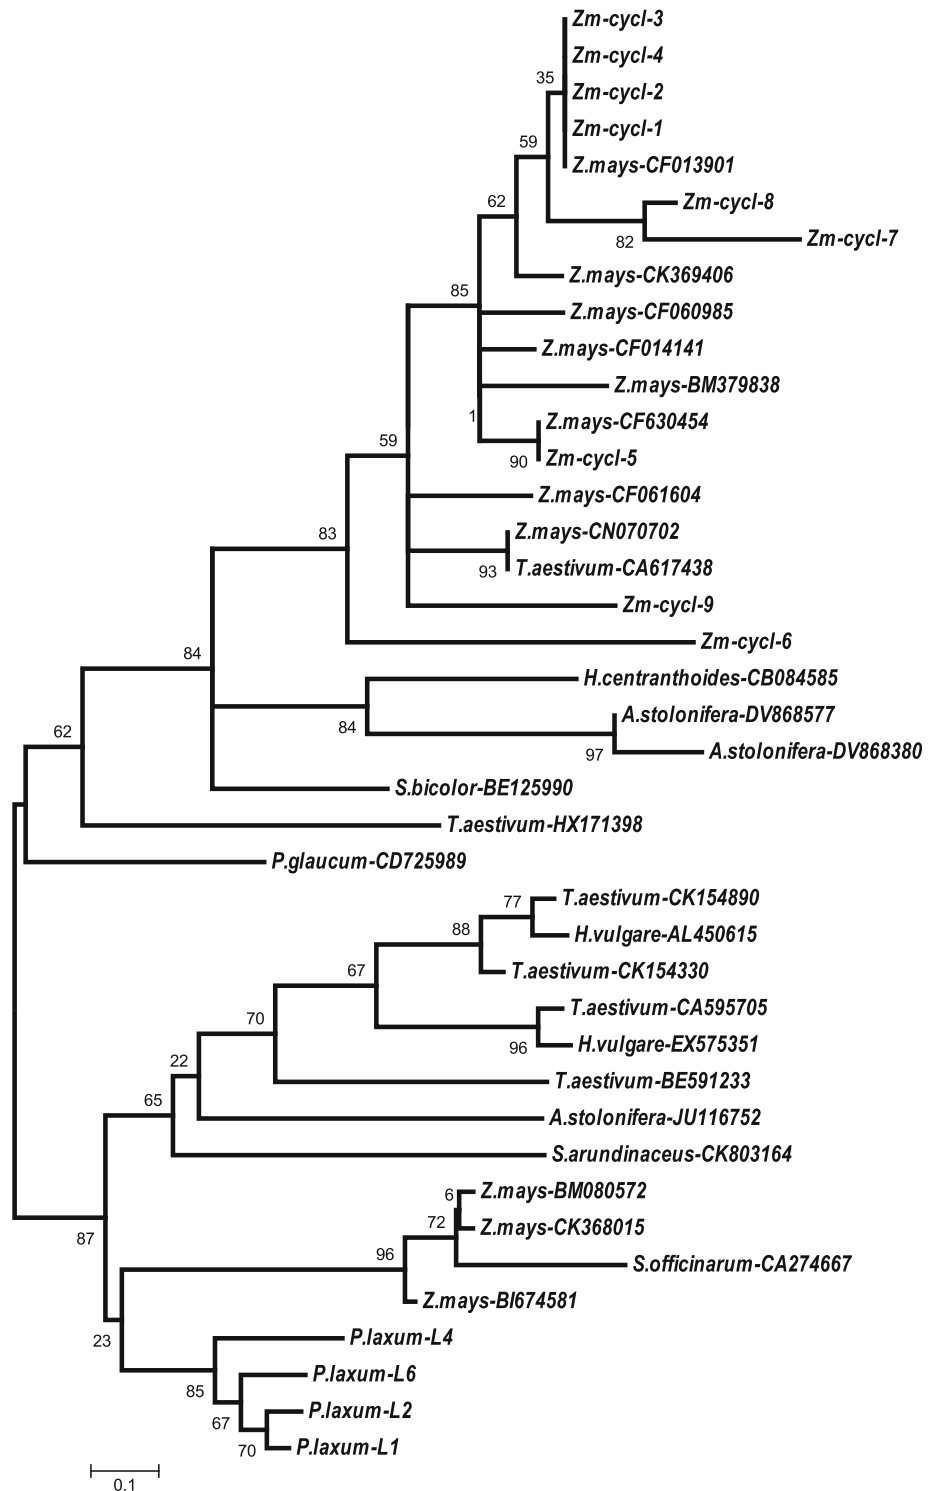 Zm-cycl-3
Zm-cycl-4
35
Zm-cycl-2
Zm-cycl-1
59
Z.mays-CF013901
62
Zm-cycl-8
82
Zm-cycl-7
Z.mays-CK369406
85
Z.mays-CF060985
Z.mays-CF014141
Z.mays-BM379838
1
Z.mays-CF630454
90
Zm-cycl-5
59
Z.mays-CF061604
83
Z.mays-CN070702
93
T.aestivum-CA617438
Zm-cycl-9
Zm-cycl-6
84
H.centranthoides-CB084585
84
A.stolonifera-DV868577
62
97
A.stolonifera-DV868380
S.bicolor-BE125990
T.aestivum-HX171398
P.glaucum-CD725989
77
T.aestivum-CK154890
88
H.vulgare-AL450615
67
T.aestivum-CK154330
70
T.aestivum-CA595705
96
H.vulgare-EX575351
22
T.aestivum-BE591233
65
A.stolonifera-JU116752
S.arundinaceus-CK803164
6
Z.mays-BM080572
72
Z.mays-CK368015
87
96
S.officinarum-CA274667
Z.mays-BI674581
23
P.laxum-L4
85
P.laxum-L6
67
P.laxum-L2
70
P.laxum-L1
0.1